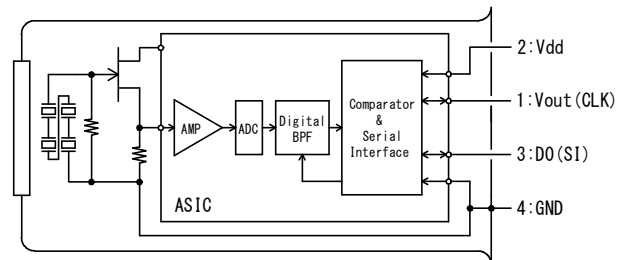 2:Vdd
1:Vout(CLK)
3:DO(SI)
4:GND
AMP
ADC
Digital
BPF
Comparator
&
Serial
Interface
ASIC